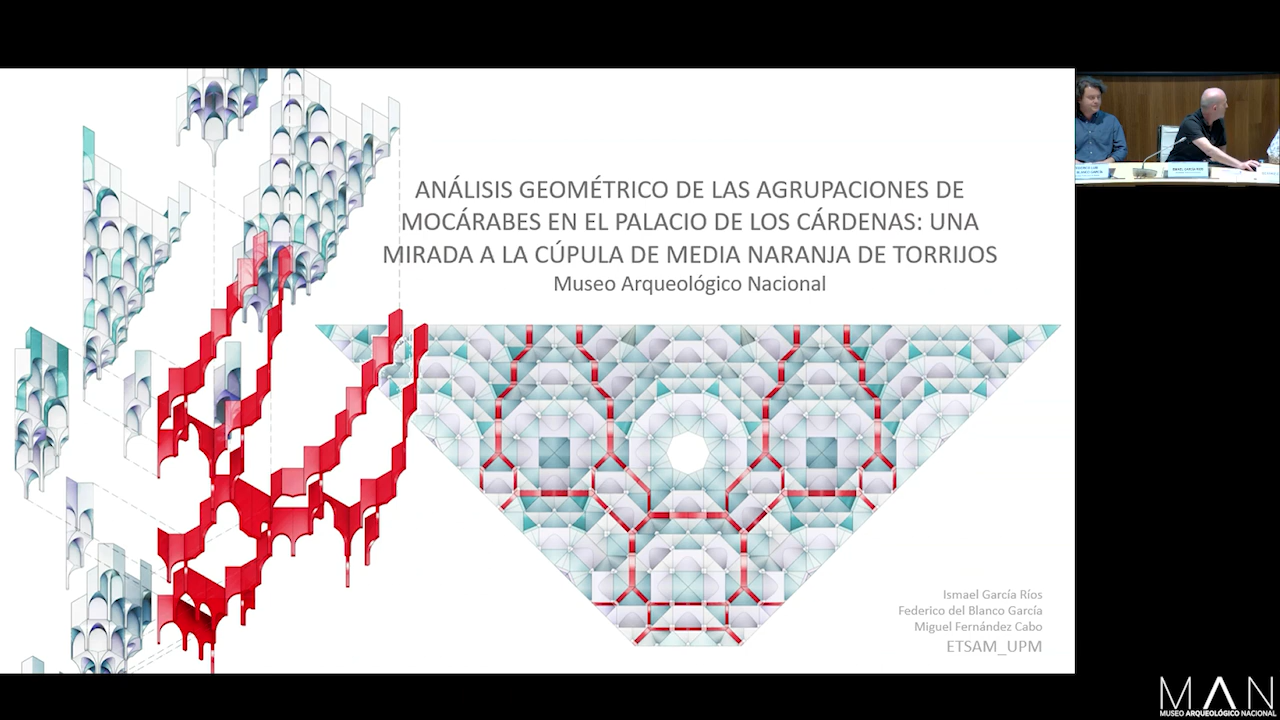 ANÁLISIS GEOMÉTRICO DE LAS AGRUPACIONES DE
MOCÁRABES EN EL PALACIO DE LOS CÁRDENAS: UNA
MIRADA A LA CÚPULA DE MEDIA NARANJA DE TORRIJOS
Museo Arqueológico Nacional
Ismael García Ríos
Federico del Blanco García
Miguel Fernández Cabo
ETSAM_UPM
MAN
MUSEO ARQUEOLÓGICO NACIONAL